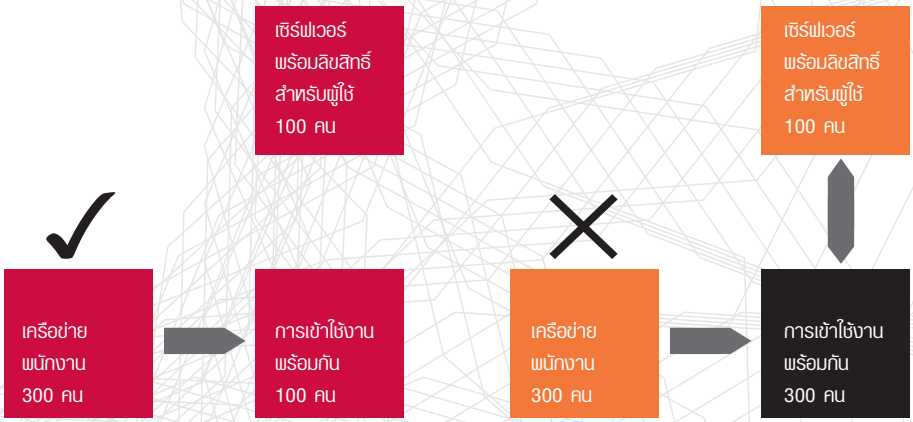 เซิร์ฟเวอร์
พร้อมลิขสิทธิ์
สำหรับผู้ใช้
100 คน
เซิร์ฟเวอร์
พร้อมลิขสิทธิ์
สำหรับผู้ใช้
100 คน
เครือข่าย
พนักงาน
300 คน
การเข้าใช้งาน
พร้อมกัน
100 คน
เครือข่าย
พนักงาน
300 คน
การเข้าใช้งาน
พร้อมกัน
300 คน